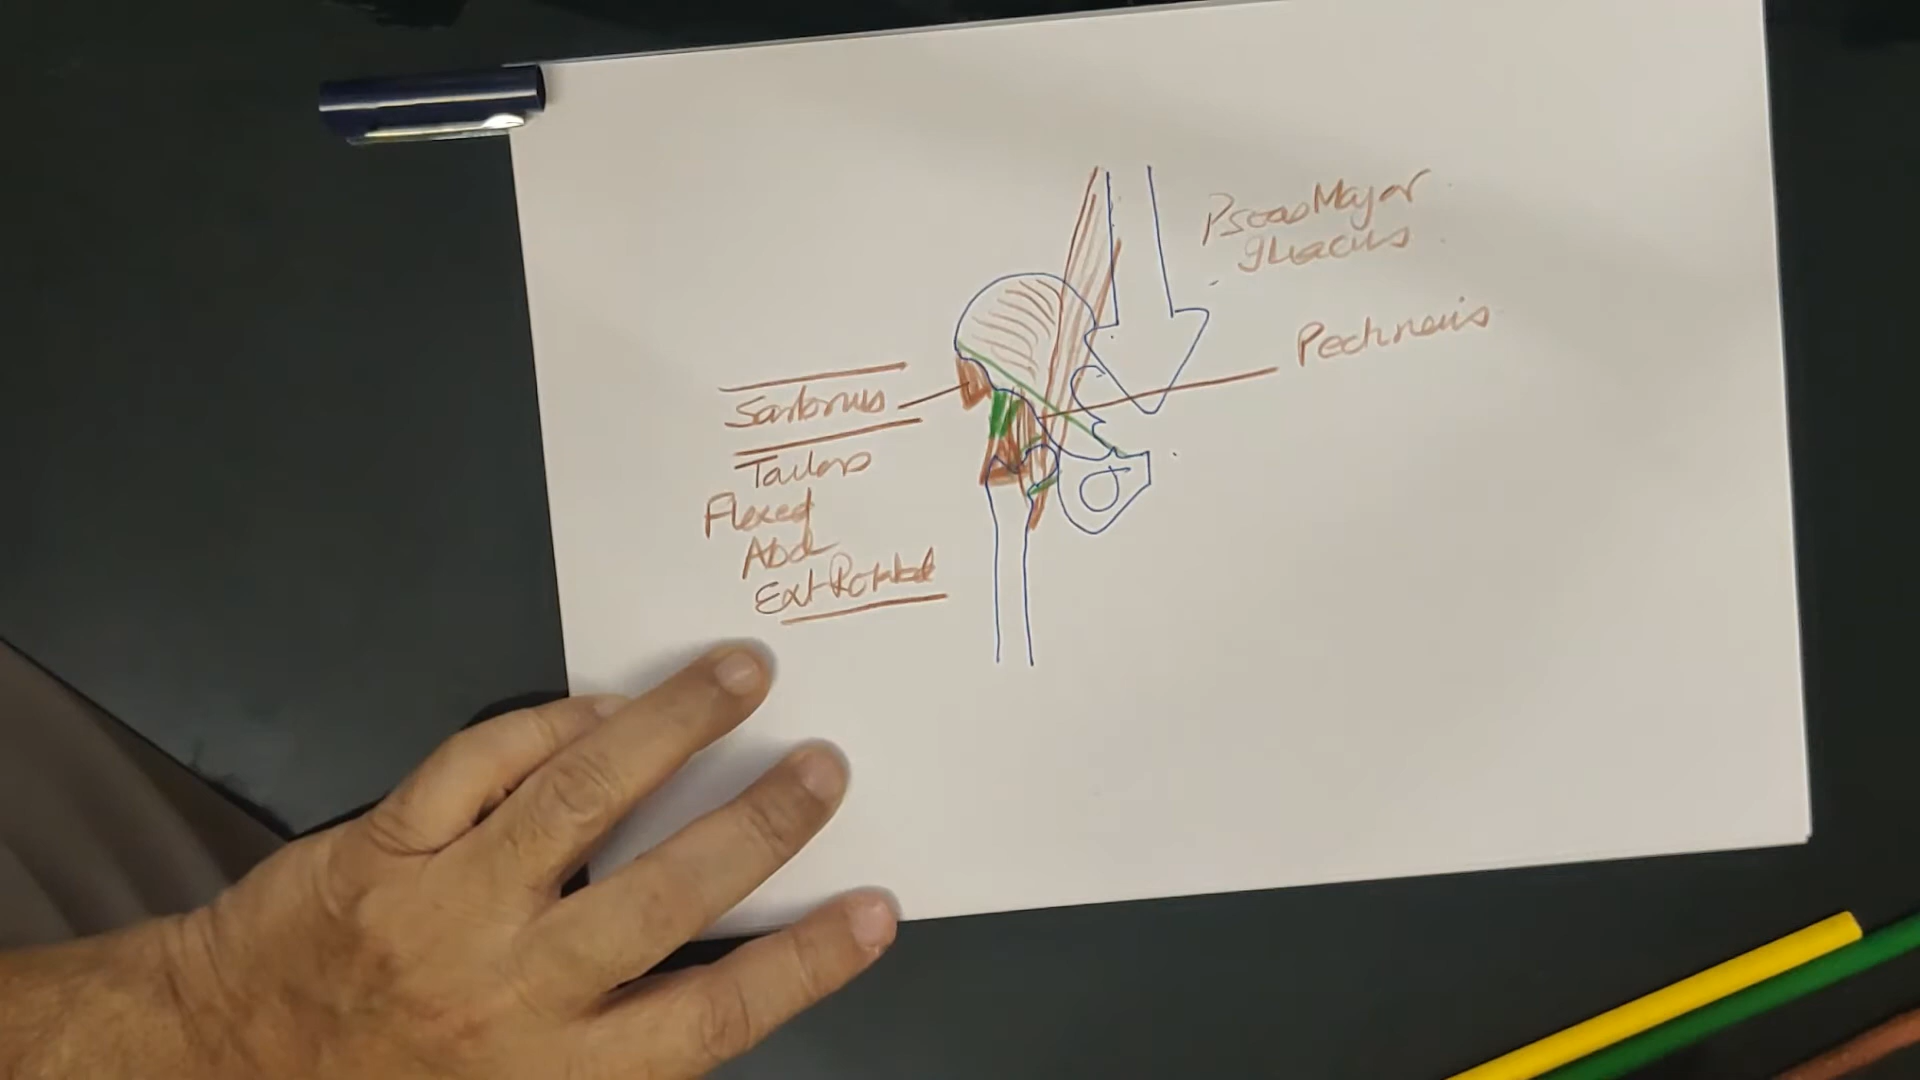 Psoas Major
Iliacus
Pectineus
Sartorius
Tailors
Flexed
Abd
Ext Rotated